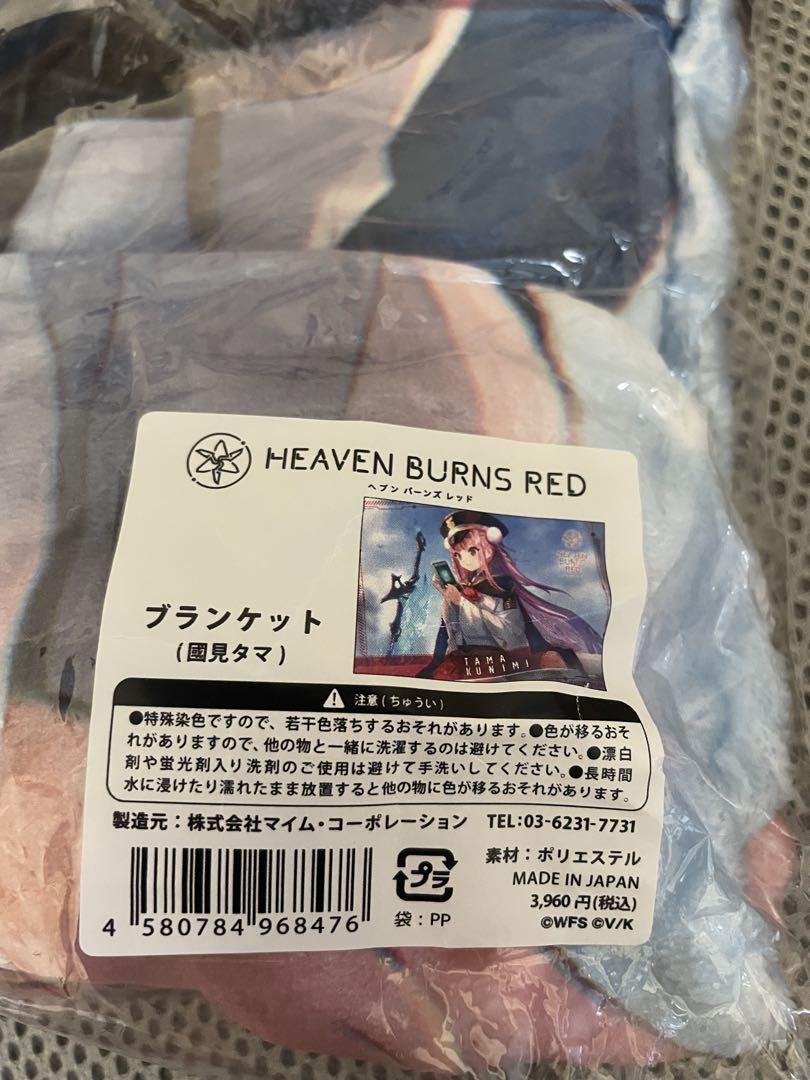 HEAVEN BURNS RED
ヘブン バーンズ レッド
HEAVEN
BURNS
RED
TAMA
KUNIMI
ブランケット
(國見タマ)
注意(ちゅうい)
●特殊染色ですので、若干色落ちするおそれがあります。●色が移るおそ
れがありますので、他の物と一緒に洗濯するのは避けてください。●漂白
剤や蛍光剤入り洗剤のご使用は避けて手洗いしてください。●長時間
水に浸けたり濡れたまま放置すると他の物に色が移るおそれがあります。
製造元：株式会社マイム・コーポレーション TEL:03-6231-7731
4 580784 968476
プラ
袋：PP
素材：ポリエステル
MADE IN JAPAN
3,960円(税込)
©WFS ©V/K